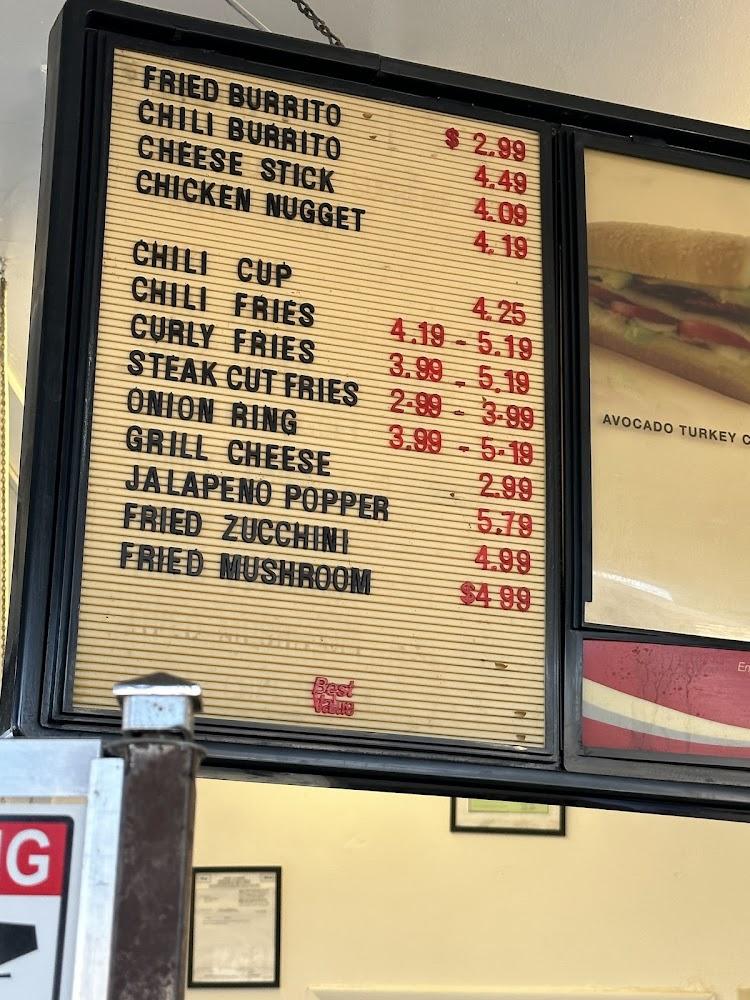 FRIED BURRITO $ 2.99
CHILI BURRITO 4.49
CHEESE STICK 4.09
CHICKEN NUGGET 4.19
CHILI CUP 4.25
CHILI FRIES 4.19 - 5.19
CURLY FRIES 3.99 - 5.19
STEAK CUT FRIES 2-99 - 3-99
ONION RING 3.99 - 5-19
GRILL CHEESE 2.99
JALAPENO POPPER 5.79
FRIED ZUCCHINI 4.99
FRIED MUSHROOM $4 99
Best
Value
AVOCADO TURKEY C
En
NG